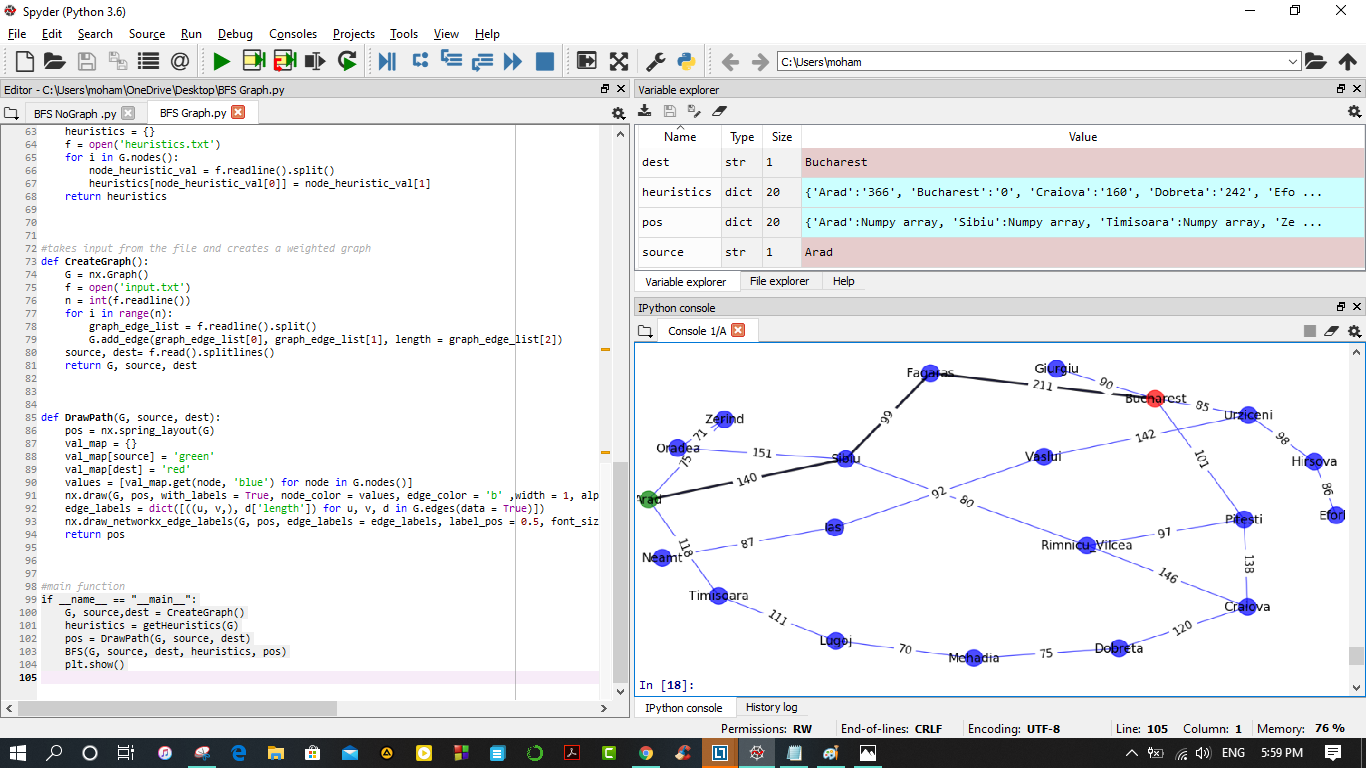 Spyder (Python 3.6)
File Edit Search Source Run Debug Consoles Projects Tools View Help
C:\Users\moham
Editor - C:\Users\moham\OneDrive\Desktop\BFS Graph.py
BFS NoGraph .py
BFS Graph.py
63 heuristics = {}
64 f = open('heuristics.txt')
65 for i in G.nodes():
66 node_heuristic_val = f.readline().split()
67 heuristics[node_heuristic_val[0]] = node_heuristic_val[1]
68 return heuristics
69
70
71
72 #takes input from the file and creates a weighted graph
73 def CreateGraph():
74 G = nx.Graph()
75 f = open('input.txt')
76 n = int(f.readline())
77 for i in range(n):
78 graph_edge_list = f.readline().split()
79 G.add_edge(graph_edge_list[0], graph_edge_list[1], length = graph_edge_list[2])
80 source, dest= f.read().splitlines()
81 return G, source, dest
82
83
84
85 def DrawPath(G, source, dest):
86 pos = nx.spring_layout(G)
87 val_map = {}
88 val_map[source] = 'green'
89 val_map[dest] = 'red'
90 values = [val_map.get(node, 'blue') for node in G.nodes()]
91 nx.draw(G, pos, with_labels = True, node_color = values, edge_color = 'b' ,width = 1, alp
92 edge_labels = dict([((u, v,), d['length']) for u, v, d in G.edges(data = True)])
93 nx.draw_networkx_edge_labels(G, pos, edge_labels = edge_labels, label_pos = 0.5, font_siz
94 return pos
95
96
97
98 #main function
99 if __name__ == "__main__":
100 G, source,dest = CreateGraph()
101 heuristics = getHeuristics(G)
102 pos = DrawPath(G, source, dest)
103 BFS(G, source, dest, heuristics, pos)
104 plt.show()
105
Variable explorer
Name Type Size Value
dest str 1 Bucharest
heuristics dict 20 {'Arad':'366', 'Bucharest':'0', 'Craiova':'160', 'Dobreta':'242', 'Efo ...
pos dict 20 {'Arad':Numpy array, 'Sibiu':Numpy array, 'Timisoara':Numpy array, 'Ze ...
source str 1 Arad
Variable explorer File explorer Help
IPython console
Console 1/A
Fagaras
Giurgiu
90
211
Bucharest
85
Urziceni
Zerind
71
99
142
98
Oradea
75
151
Sibiu
Vaslui
101
Hirsova
140
86
Arad
92
80
Efori
Ias
Pitesti
118
87
97
Neamt
Rimnicu_Vilcea
138
146
Timisoara
Craiova
111
120
Lugoj
70
Mehadia
75
Dobreta
In [18]:
IPython console History log
Permissions: RW End-of-lines: CRLF Encoding: UTF-8 Line: 105 Column: 1 Memory: 76 %
ENG 5:59 PM